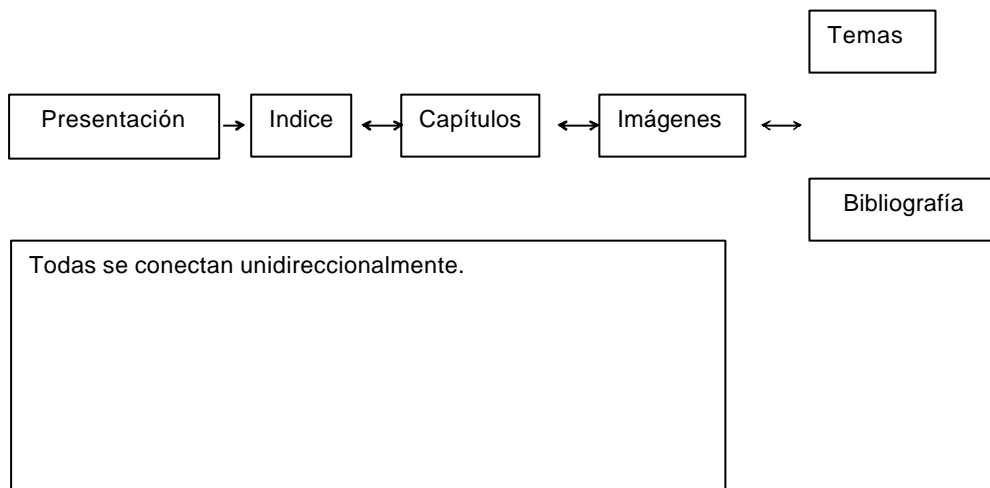 Temas
Presentación
Indice
Capítulos
Imágenes
Bibliografía
Todas se conectan unidireccionalmente.